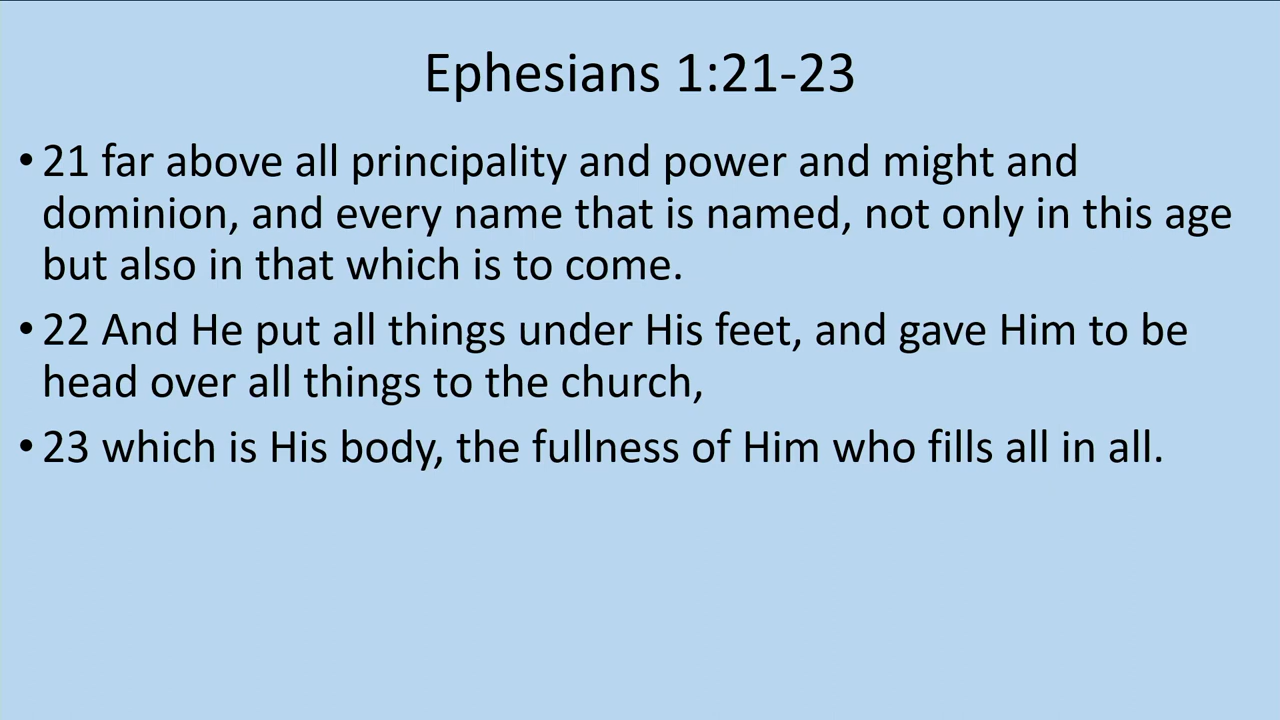 Ephesians 1:21-23
• 21 far above all principality and power and might and
dominion, and every name that is named, not only in this age
but also in that which is to come.
• 22 And He put all things under His feet, and gave Him to be
head over all things to the church,
• 23 which is His body, the fullness of Him who fills all in all.